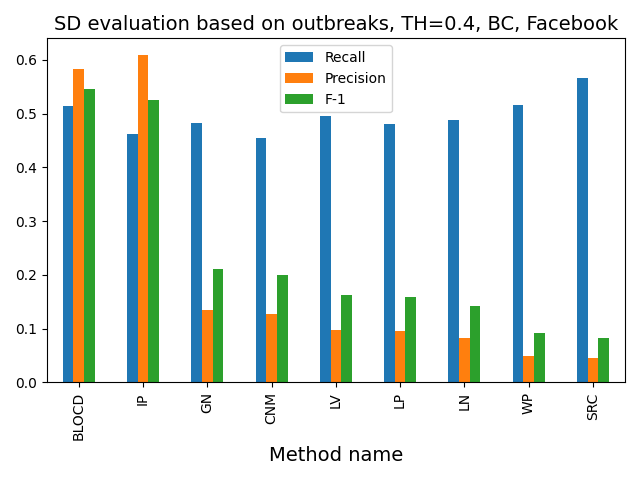 SD evaluation based on outbreaks, TH=0.4, BC, Facebook
Recall
Precision
F-1
0.6
0.5
0.4
0.3
0.2
0.1
0.0
BLOCD
IP
GN
CNM
LV
LP
LN
WP
SRC
Method name